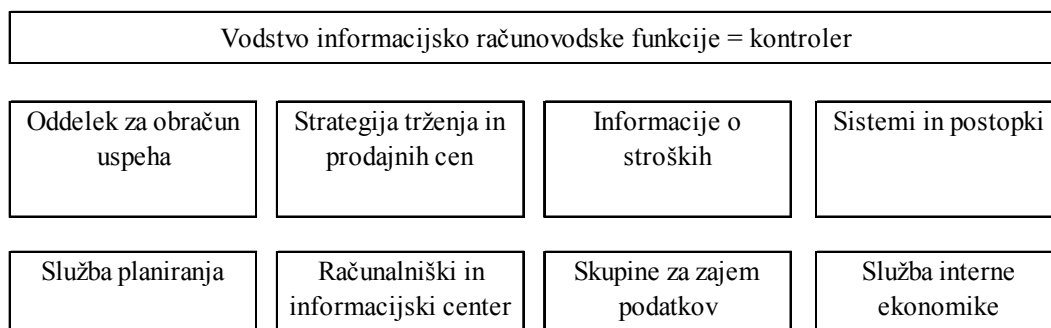 Vodstvo informacijsko računovodske funkcije = kontroler
Oddelek za obračun
uspeha
Strategija trženja in
prodajnih cen
Informacije o
stroških
Sistemi in postopki
Služba planiranja
Računalniški in
informacijski center
Skupine za zajem
podatkov
Služba interne
ekonomike